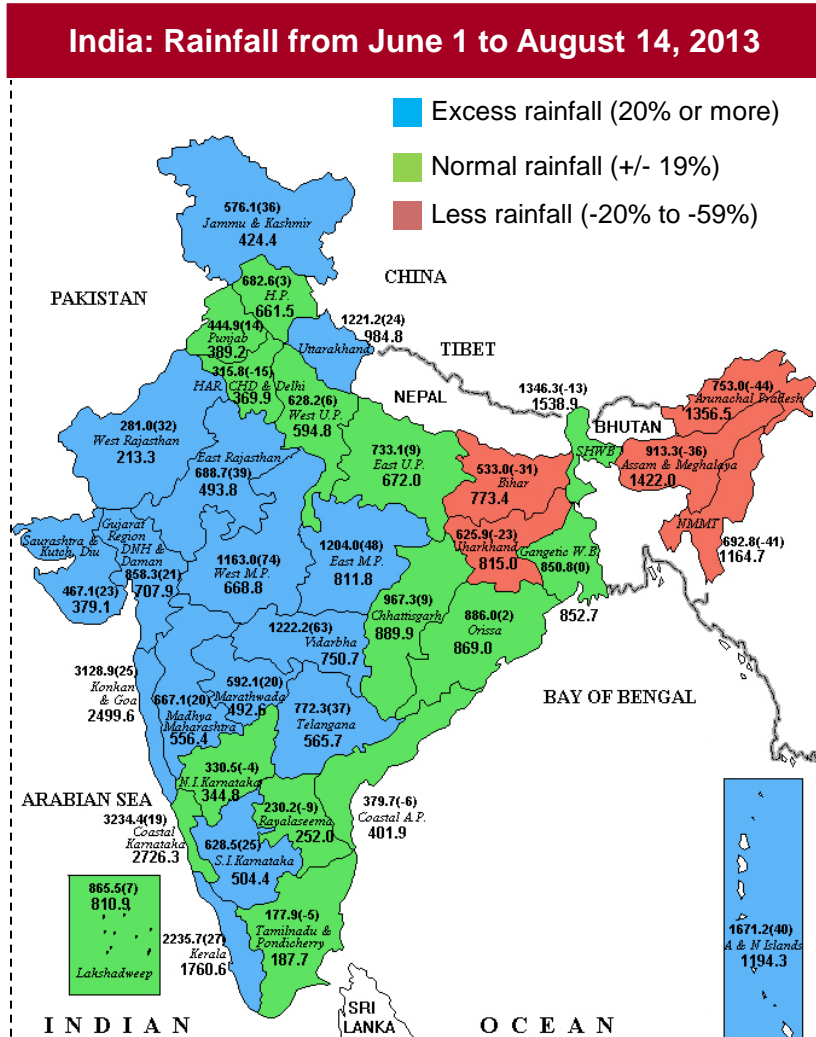 India: Rainfall from June 1 to August 14, 2013
Excess rainfall (20% or more)
Normal rainfall (+/- 19%)
Less rainfall (-20% to -59%)
576.1(36)
Jammu & Kashmir
424.4
CHINA
PAKISTAN
682.6(3)
H.P.
661.5
444.9(14)
Punjab
389.2
1221.2(24)
984.8
Uttarakhand
TIBET
315.8(-15)
HAR CHD & Delhi
369.9
628.2(6)
West U.P.
594.8
NEPAL
1346.3(-13)
1538.9
SHWB
BHUTAN
753.0(-44)
Arunachal Pradesh
1356.5
281.0(32)
West Rajasthan
213.3
East Rajasthan
688.7(39)
493.8
733.1(9)
East U.P.
672.0
533.0(-31)
Bihar
773.4
913.3(-36)
Assam & Meghalaya
1422.0
NMMT
692.8(-41)
1164.7
Saurashtra &
Kutch, Diu
467.1(23)
379.1
Gujarat
Region
DNH &
Daman
858.3(21)
707.9
1163.0(74)
West M.P.
668.8
1204.0(48)
East M.P.
811.8
625.9(-23)
Jharkhand
815.0
Gangetic W.B
850.8(0)
852.7
967.3(9)
Chhattisgarh
889.9
886.0(2)
Orissa
869.0
1222.2(63)
Vidarbha
750.7
3128.9(25)
Konkan
& Goa
2499.6
667.1(20)
Madhya
Maharashtra
556.4
592.1(20)
Marathwada
492.6
772.3(37)
Telangana
565.7
BAY OF BENGAL
330.5(-4)
N.I.Karnataka
344.8
ARABIAN SEA
3234.4(19)
Coastal
Karnataka
2726.3
230.2(-9)
Rayalaseema
252.0
379.7(-6)
Coastal A.P.
401.9
628.5(25)
S.I.Karnataka
504.4
865.5(7)
810.9
Lakshadweep
2235.7(27)
Kerala
1760.6
177.9(-5)
Tamilnadu &
Pondicherry
187.7
1671.2(40)
A & N Islands
1194.3
SRI
LANKA
INDIAN OCEAN